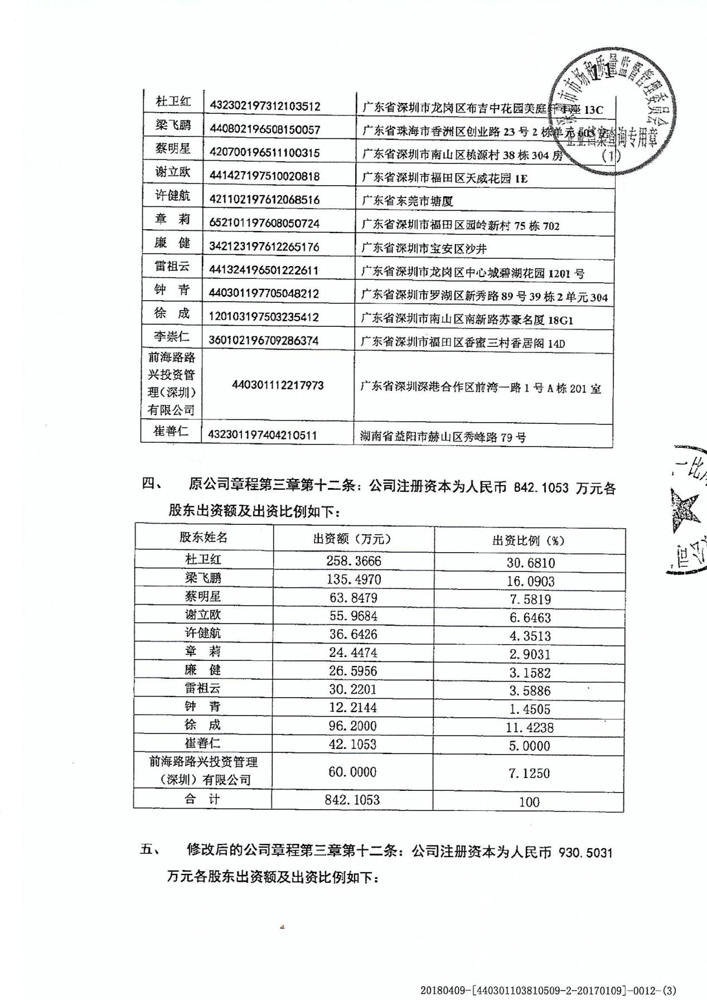 深圳市市场和质量监督管理委员会
11
企业档案查询专用章
(1)
杜卫红 432302197312103512 广东省深圳市龙岗区布吉中花园美庭轩 座 13C
梁飞鹏 440802196508150057 广东省珠海市香洲区创业路 23 号 2 栋单元 603 房
蔡明星 420700196511100315 广东省深圳市南山区桃源村 38 栋 304 房
谢立欧 441427197510020818 广东省深圳市福田区天威花园 1E
许健航 421102197612068516 广东省东莞市塘厦
章 莉 652101197608050724 广东省深圳市福田区园岭新村 75 栋 702
廉 健 342123197612265176 广东省深圳市宝安区沙井
雷祖云 441324196501222611 广东省深圳市龙岗区中心城碧湖花园 1201 号
钟 青 440301197705048212 广东省深圳市罗湖区新秀路 89 号 39 栋 2 单元 304
徐 成 120103197503235412 广东省深圳市南山区南新路苏豪名厦 18G1
李崇仁 360102196709286374 广东省深圳市福田区香蜜三村香居阁 14D
前海路路
兴投资管
理(深圳)
有限公司
440301112217973 广东省深圳深港合作区前湾一路 1 号 A 栋 201 室
崔善仁 432301197404210511 湖南省益阳市赫山区秀峰路 79 号
四、 原公司章程第三章第十二条：公司注册资本为人民币 842.1053 万元各
股东出资额及出资比例如下：
股东姓名 出资额（万元） 出资比例（%）
杜卫红 258.3666 30.6810
梁飞鹏 135.4970 16.0903
蔡明星 63.8479 7.5819
谢立欧 55.9684 6.6463
许健航 36.6426 4.3513
章 莉 24.4474 2.9031
廉 健 26.5956 3.1582
雷祖云 30.2201 3.5886
钟 青 12.2144 1.4505
徐 成 96.2000 11.4238
崔善仁 42.1053 5.0000
前海路路兴投资管理
（深圳）有限公司
60.0000 7.1250
合 计 842.1053 100
五、 修改后的公司章程第三章第十二条：公司注册资本为人民币 930.5031
万元各股东出资额及出资比例如下：
20180409-[440301103810509-2-20170109]-0012-(3)